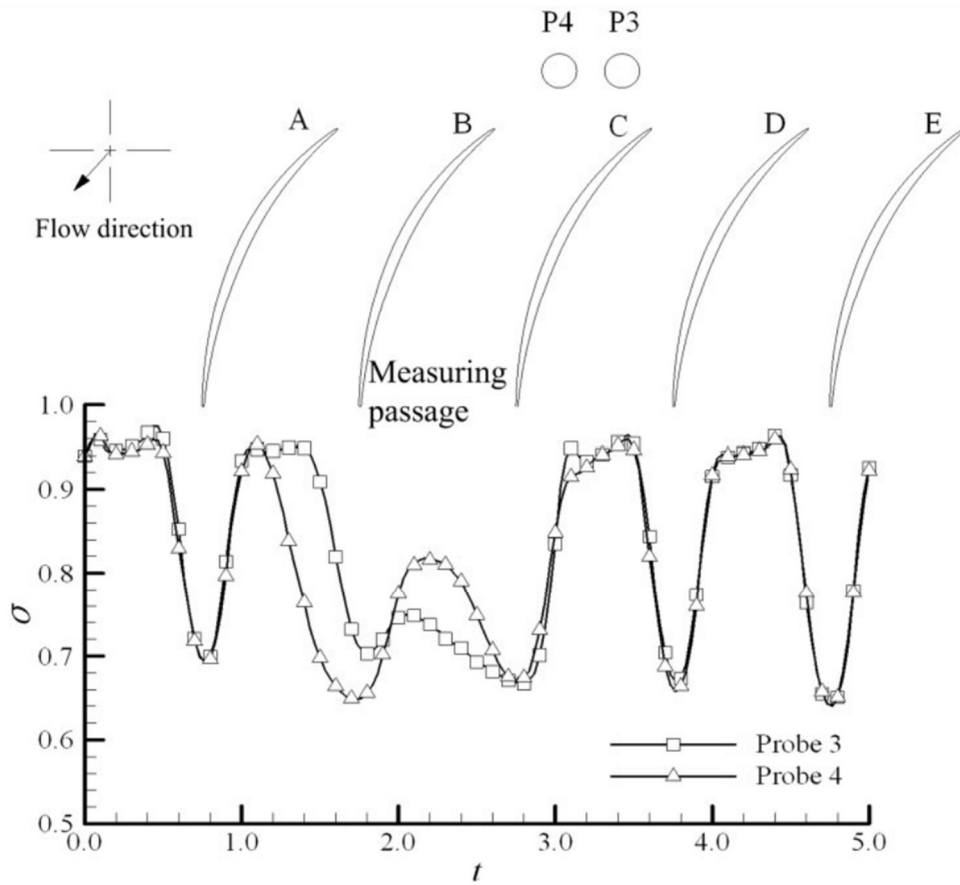 P4 P3
A B C D E
Flow direction
Measuring
passage
1.0
0.9
0.8
0.7
0.6
0.5
σ
Probe 3
Probe 4
0.0 1.0 2.0 3.0 4.0 5.0
t